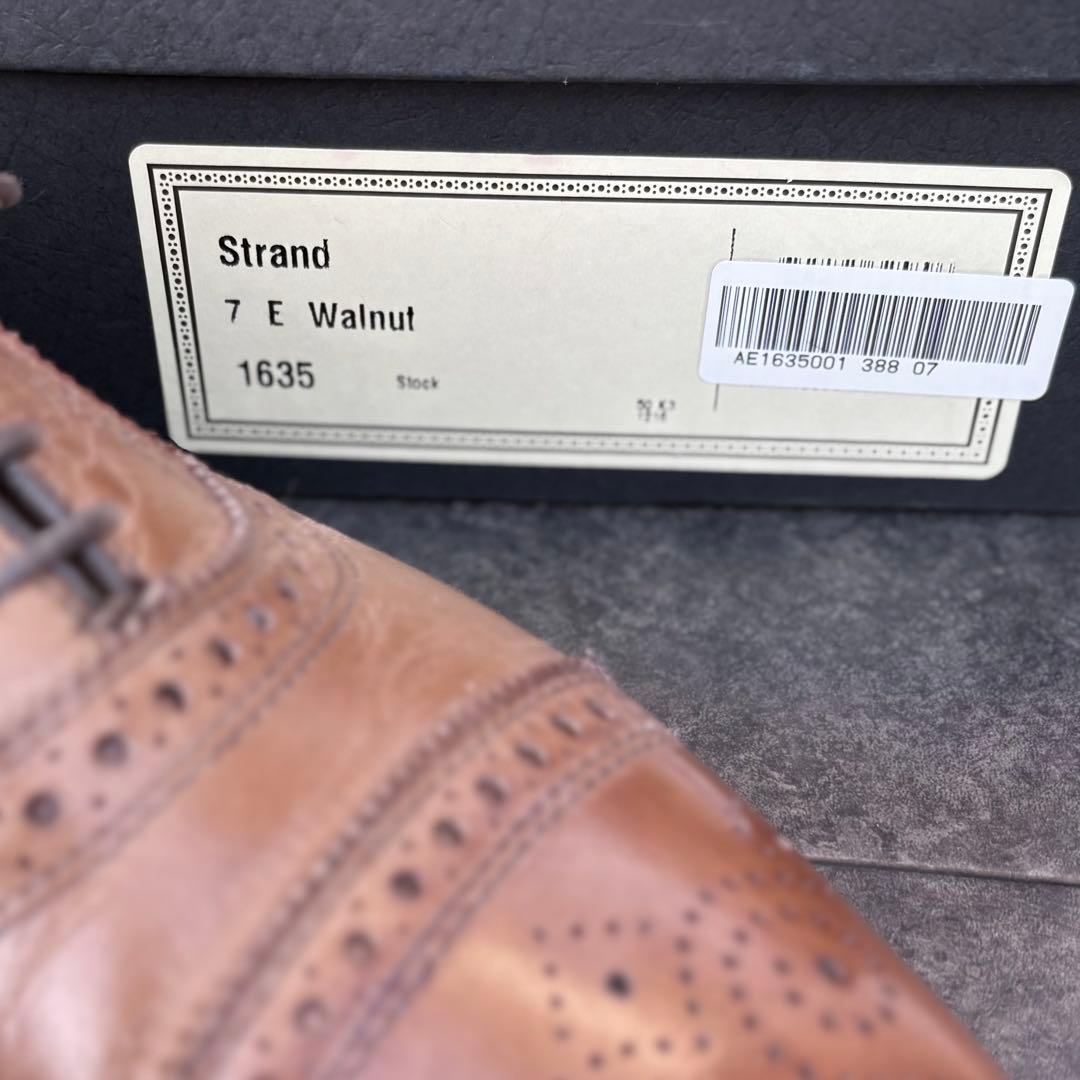 Strand
7 E Walnut
1635 Stock
AE1635001 388 07